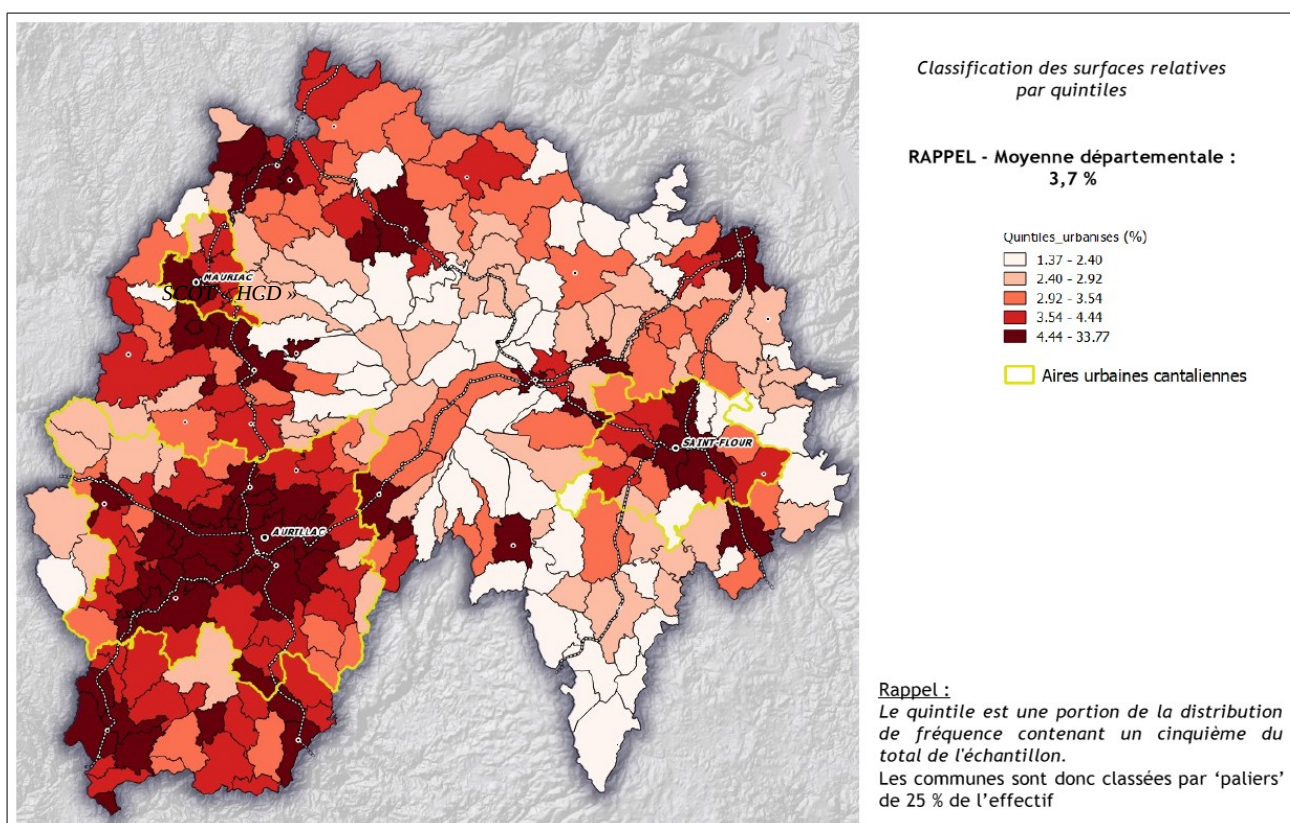 Classification des surfaces relatives
par quintiles
RAPPEL - Moyenne départementale :
3,7 %
Quintiles_urbanises (%)
1.37 - 2.40
2.40 - 2.92
2.92 - 3.54
3.54 - 4.44
4.44 - 33.77
Aires urbaines cantaliennes
MAURIAC
SCOT « HGD »
SAINT-FLOUR
AURILLAC
Rappel :
Le quintile est une portion de la distribution
de fréquence contenant un cinquième du
total de l'échantillon.
Les communes sont donc classées par ‘paliers’
de 25 % de l’effectif